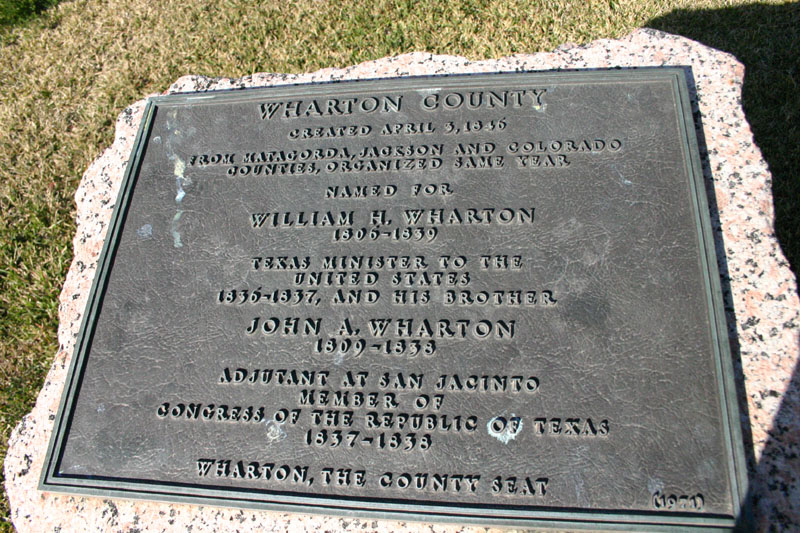 WHARTON COUNTY
CREATED APRIL 3, 1846
FROM MATAGORDA, JACKSON AND COLORADO
COUNTIES, ORGANIZED SAME YEAR
NAMED FOR
WILLIAM H. WHARTON
1806-1839
TEXAS MINISTER TO THE
UNITED STATES
1836-1837, AND HIS BROTHER
JOHN A. WHARTON
1809-1838
ADJUTANT AT SAN JACINTO
MEMBER OF
CONGRESS OF THE REPUBLIC OF TEXAS
1837-1838
WHARTON, THE COUNTY SEAT
(1971)